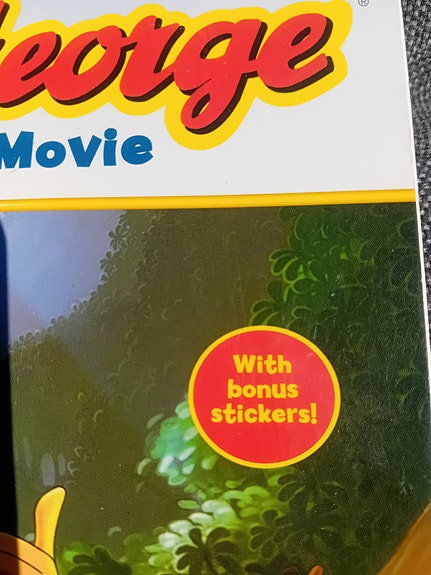 eorge®
Movie
With
bonus
stickers!